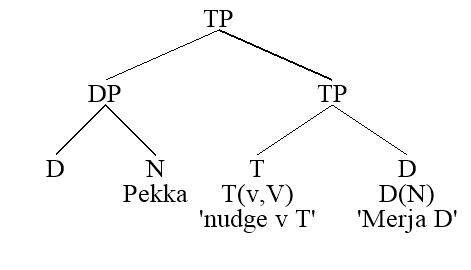 TP
DP TP
D N T D
Pekka T(v,V) D(N)
'nudge v T' 'Merja D'